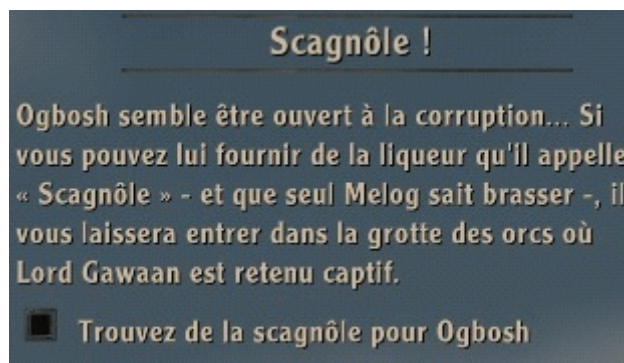 Scagnôle !
Ogbosh semble être ouvert à la corruption... Si
vous pouvez lui fournir de la liqueur qu'il appelle
« Scagnôle » - et que seul Melog sait brasser -, il
vous laissera entrer dans la grotte des orcs où
Lord Gawaan est retenu captif.
Trouvez de la scagnôle pour Ogbosh